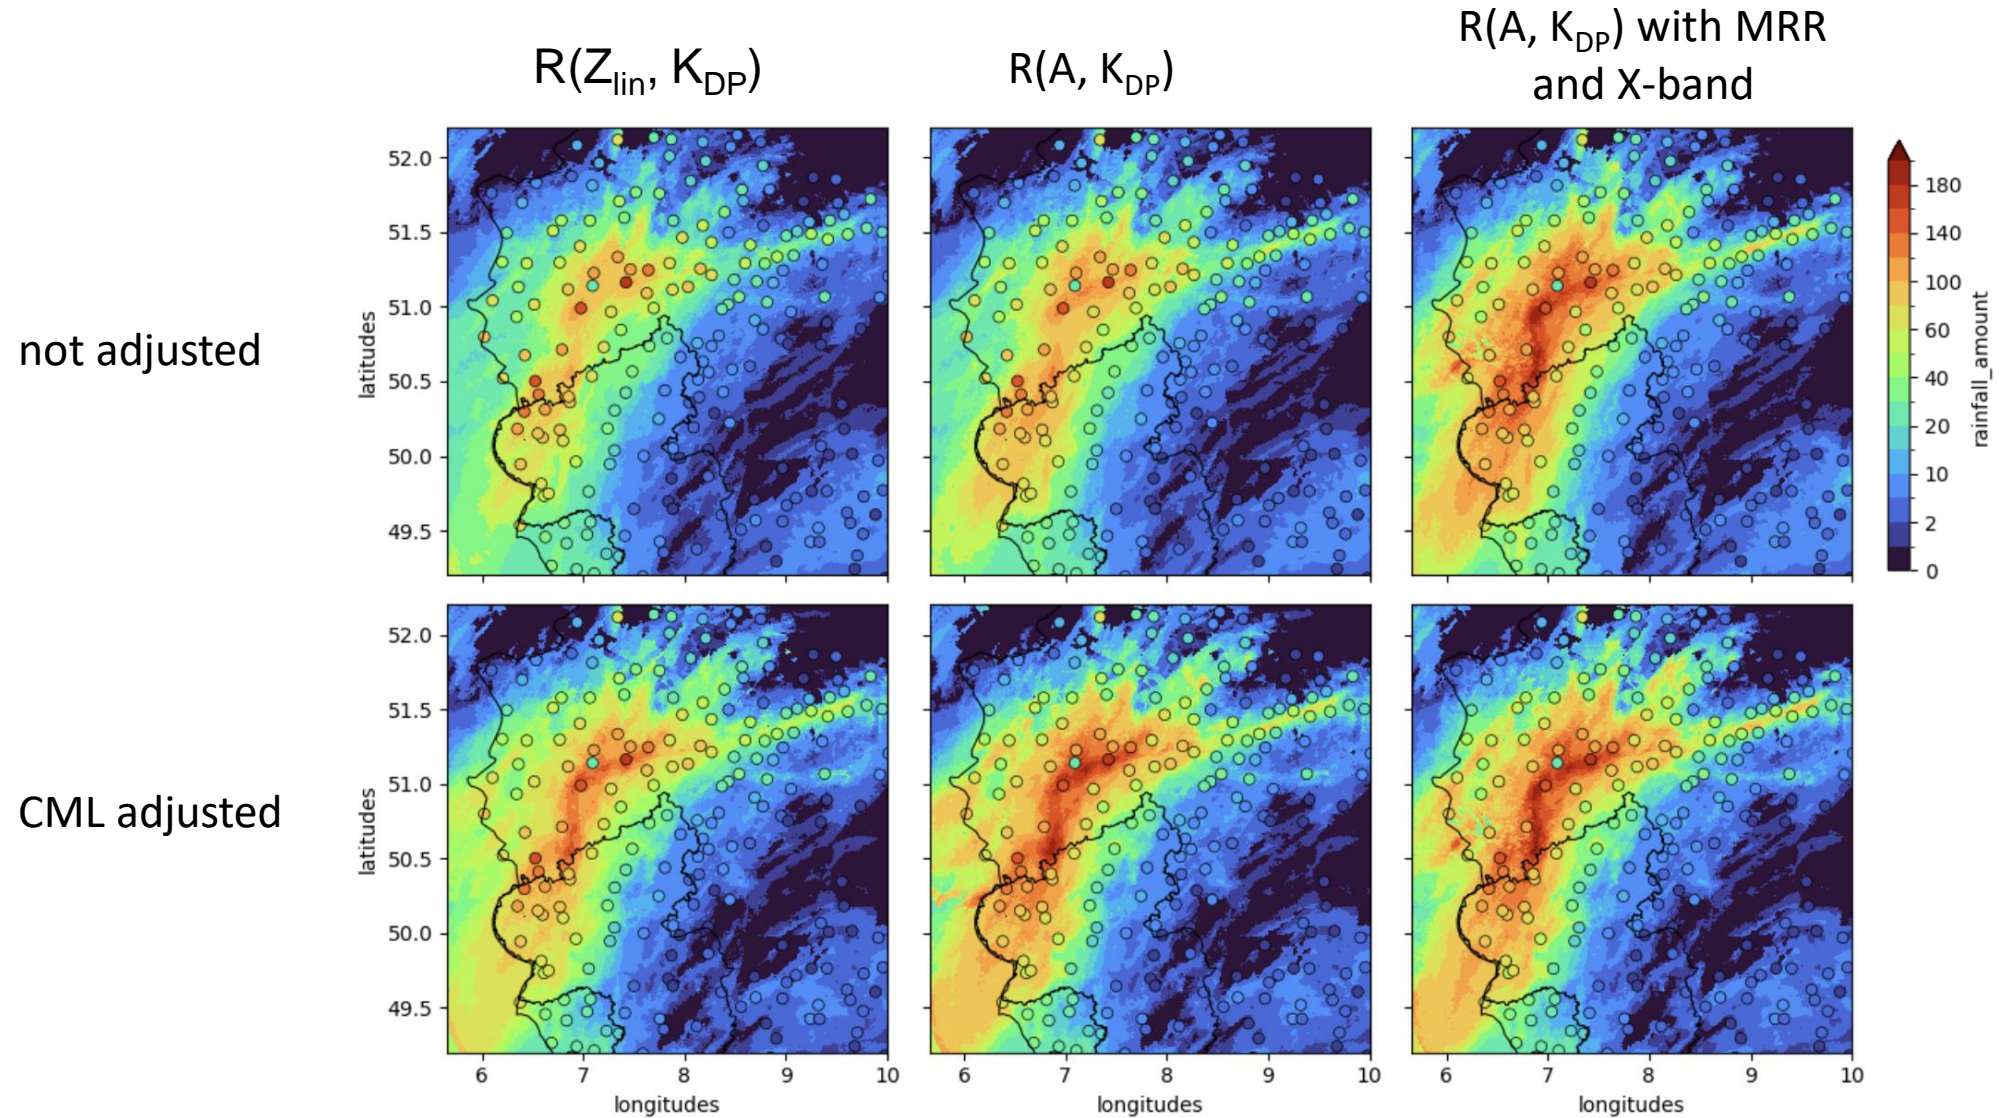 R(Z_lin, K_DP)
R(A, K_DP)
R(A, K_DP) with MRR
and X-band
not adjusted
52.0
51.5
51.0
50.5
50.0
49.5
latitudes
180
140
100
60
40
20
10
2
0
rainfall_amount
CML adjusted
52.0
51.5
51.0
50.5
50.0
49.5
latitudes
6 7 8 9 10
longitudes
6 7 8 9 10
longitudes
6 7 8 9 10
longitudes